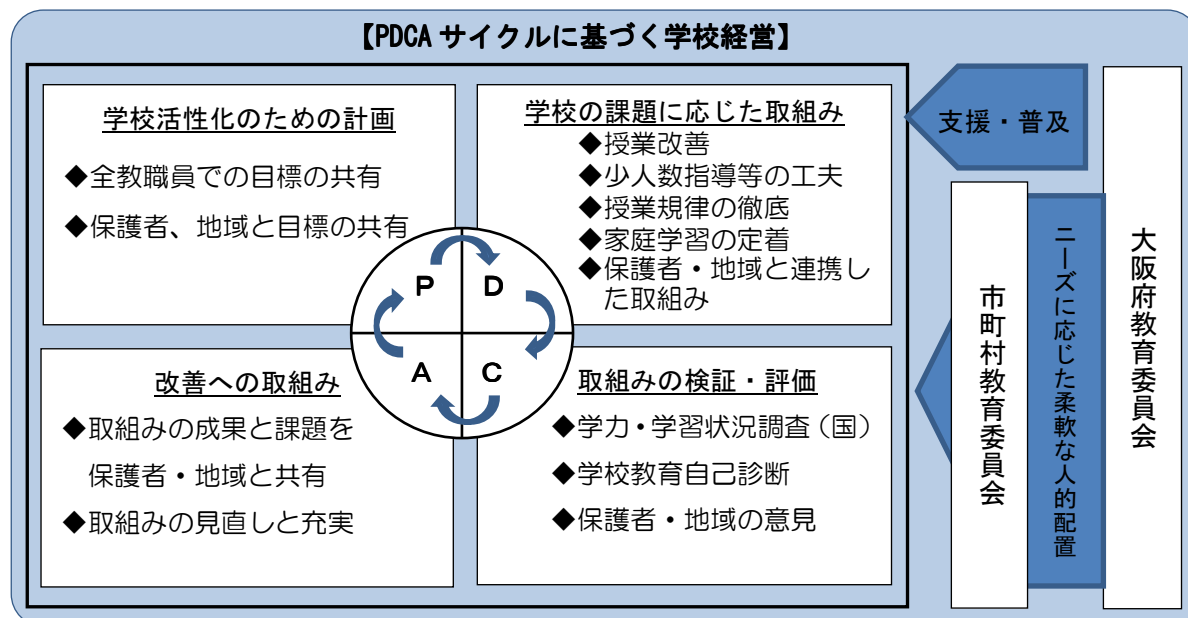 【PDCAサイクルに基づく学校経営】
学校活性化のための計画
◆全教職員での目標の共有
◆保護者、地域と目標の共有
学校の課題に応じた取組み
◆授業改善
◆少人数指導等の工夫
◆授業規律の徹底
◆家庭学習の定着
◆保護者・地域と連携し
た取組み
P
D
A
C
改善への取組み
◆取組みの成果と課題を
保護者・地域と共有
◆取組みの見直しと充実
取組みの検証・評価
◆学力・学習状況調査（国）
◆学校教育自己診断
◆保護者・地域の意見
支援・普及
市町村教育委員会
ニーズに応じた柔軟な人的配置
大阪府教育委員会